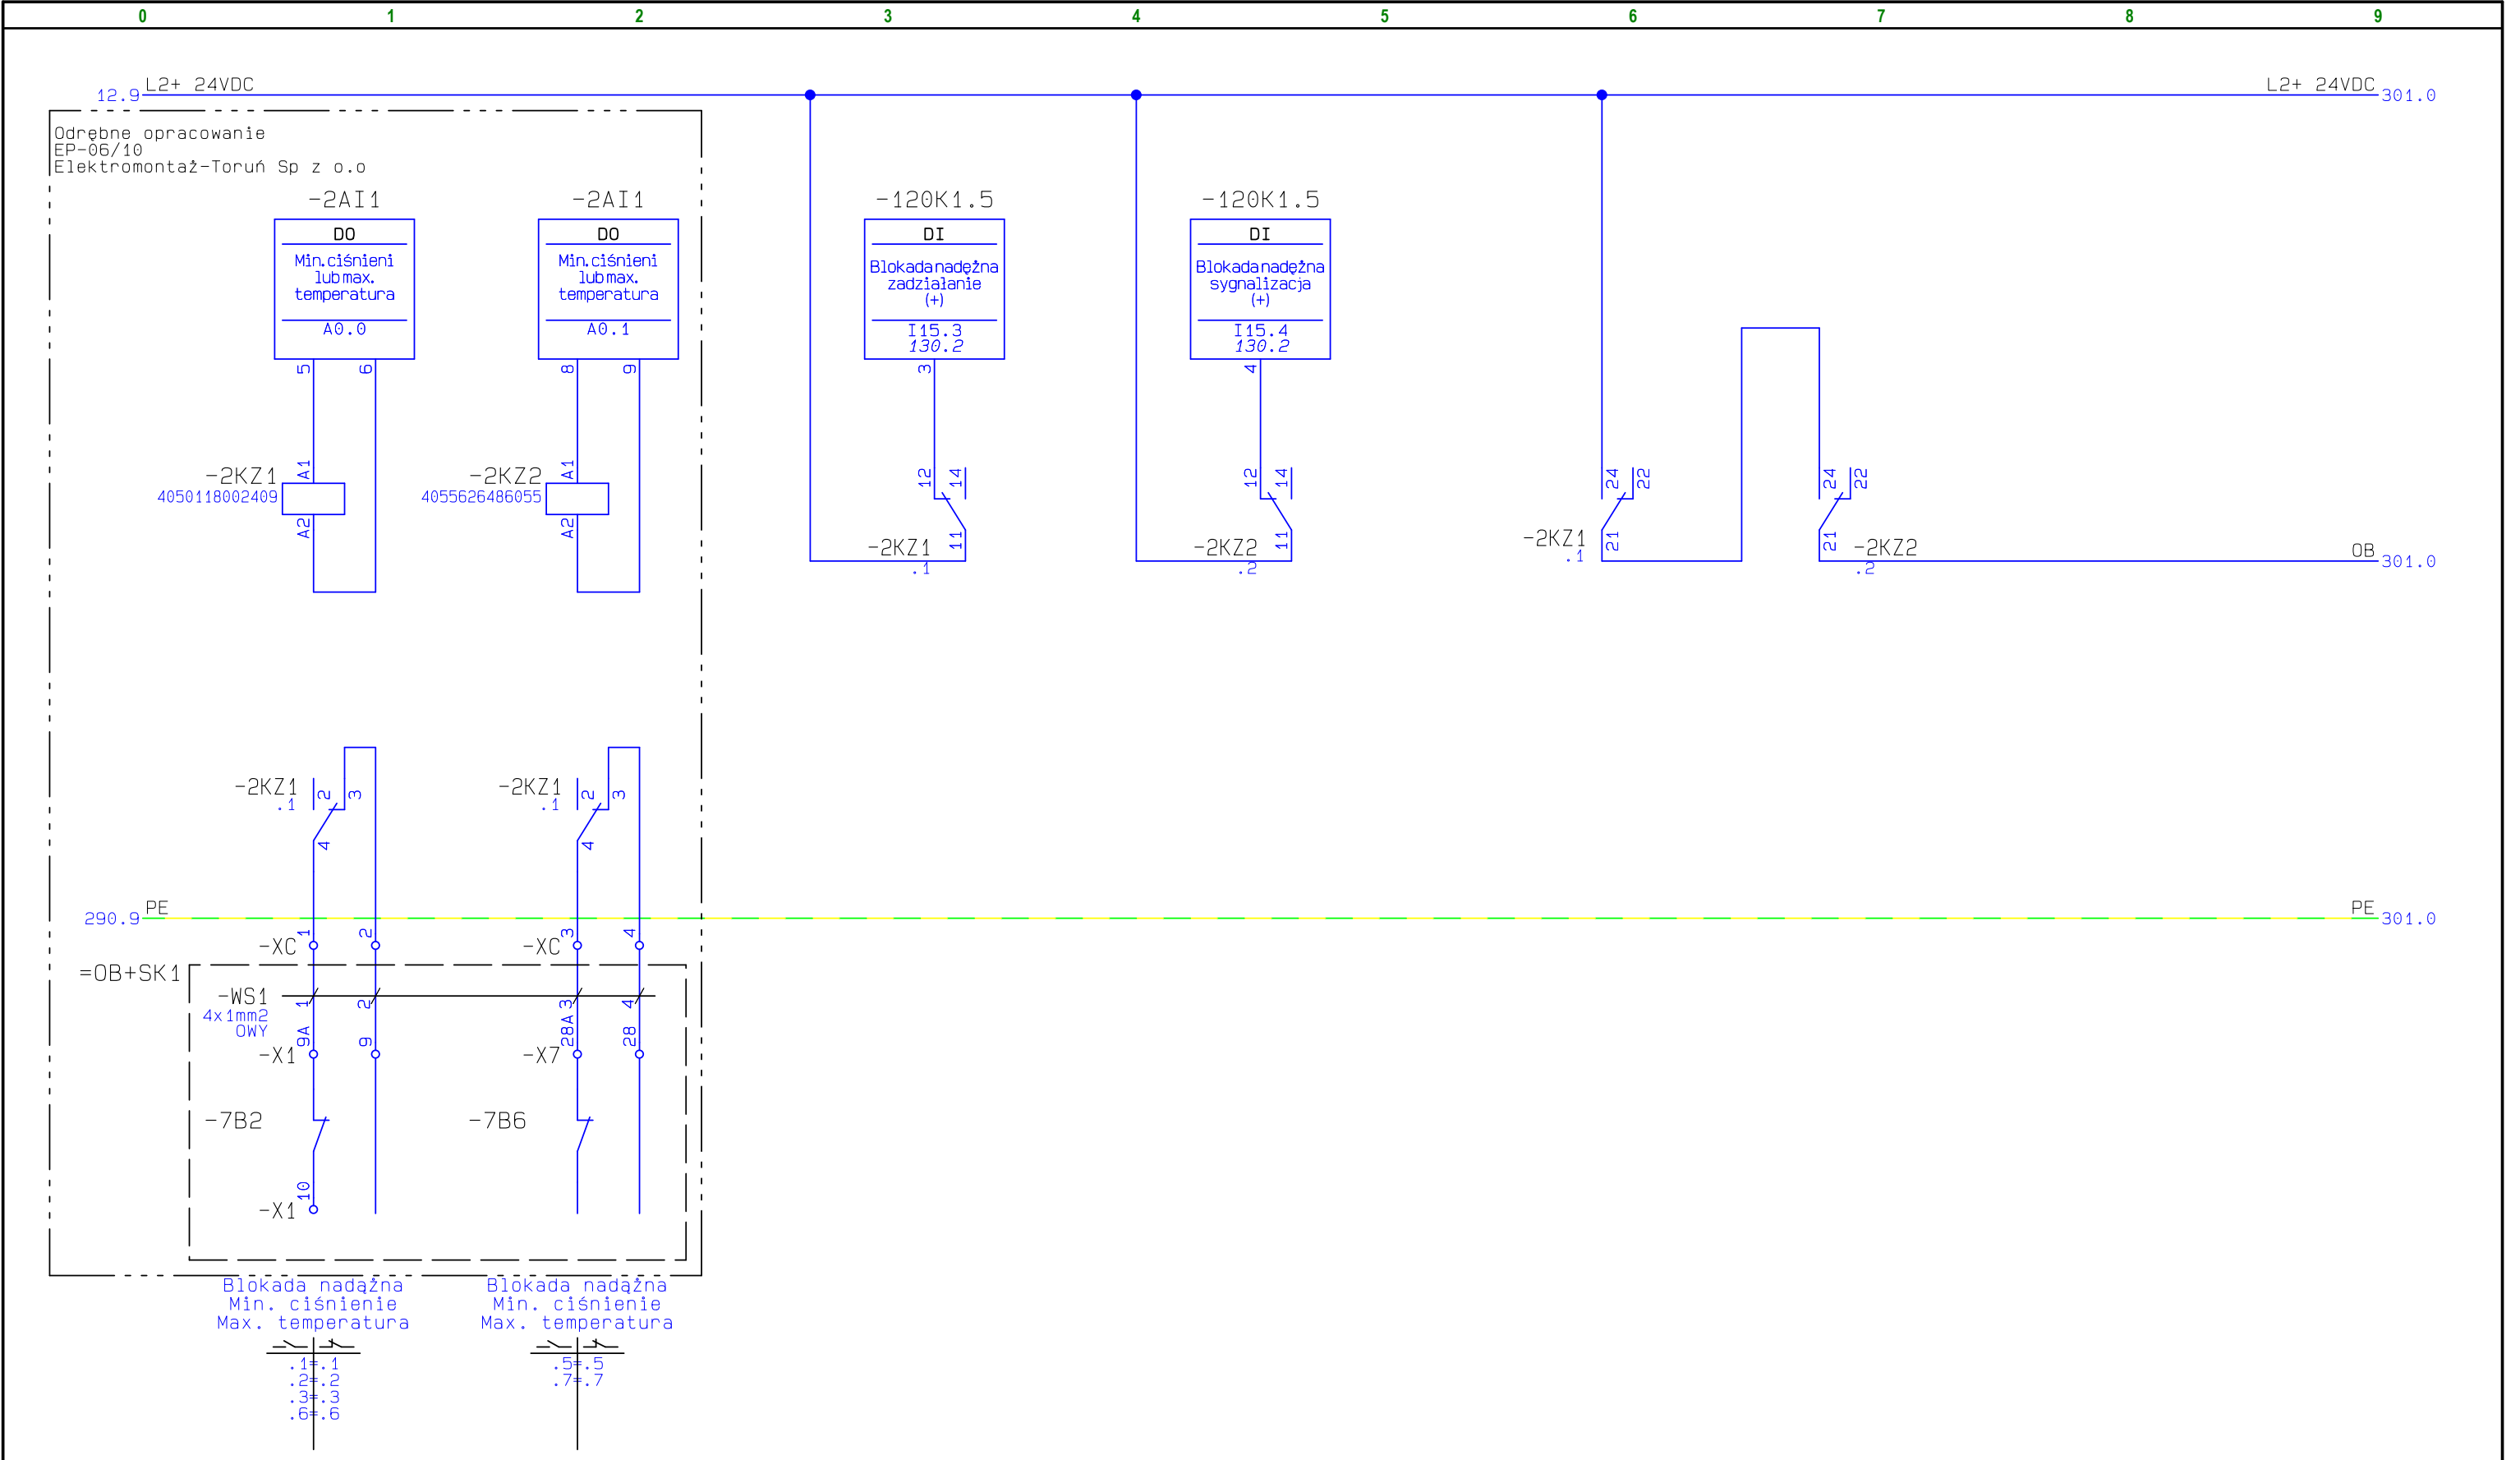 0 1 2 3 4 5 6 7 8 9
L2+ 24VDC
12.9
L2+ 24VDC
301.0
Odrębne opracowanie
EP-06/10
Elektromontaż-Toruń Sp z o.o
-2AI1
DO
Min.ciśnieni
lub max.
temperatura
A0.0
5 6
-2AI1
DO
Min.ciśnieni
lub max.
temperatura
A0.1
8 9
-120K1.5
DI
Blokada nadężna
zadziałanie
(+)
I15.3
130.2
3
-120K1.5
DI
Blokada nadężna
sygnalizacja
(+)
I15.4
130.2
4
-2KZ1
4050118002409
A1
A2
-2KZ2
4055626486055
A1
A2
12 14
-2KZ1
.1
11
12 14
-2KZ2
.2
11
24 22
-2KZ1
.1
21
24 22
21
-2KZ2
.2
OB
301.0
-2KZ1
.1
2 3
4
-2KZ1
.1
2 3
4
290.9
PE
PE
301.0
-XC
1 2
-XC
3 4
=OB+SK1
-WS1
4x1mm2
OWY
1 2 3 4
-X1
9A 9
-X7
28A 28
-7B2
-7B6
-X1
10
Blokada nadążna
Min. ciśnienie
Max. temperatura
.1=.1
.2=.2
.3=.3
.6=.6
Blokada nadążna
Min. ciśnienie
Max. temperatura
.5=.5
.7=.7